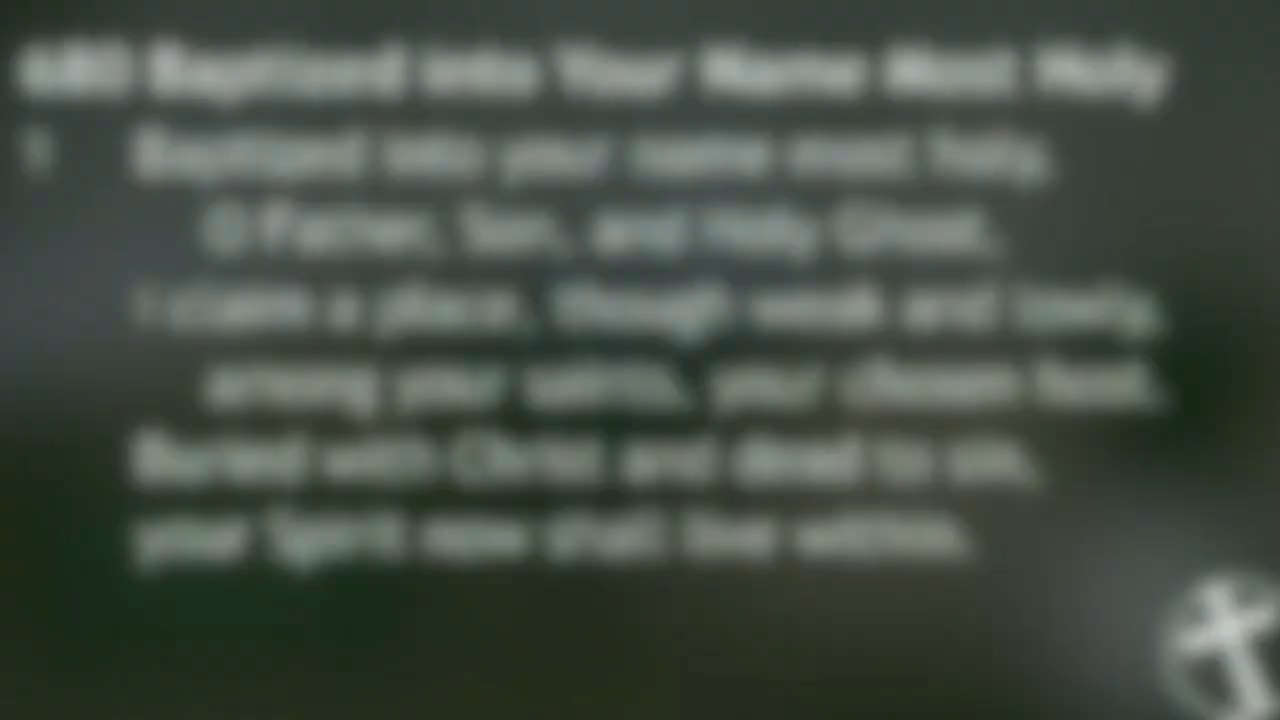 Baptized into Your Name Most Holy
1 Baptized into your name most holy,
O Father, Son, and Holy Ghost,
I claim a place, though weak and lowly,
among your saints, your chosen host.
Buried with Christ and dead to sin,
your Spirit now shall live within.